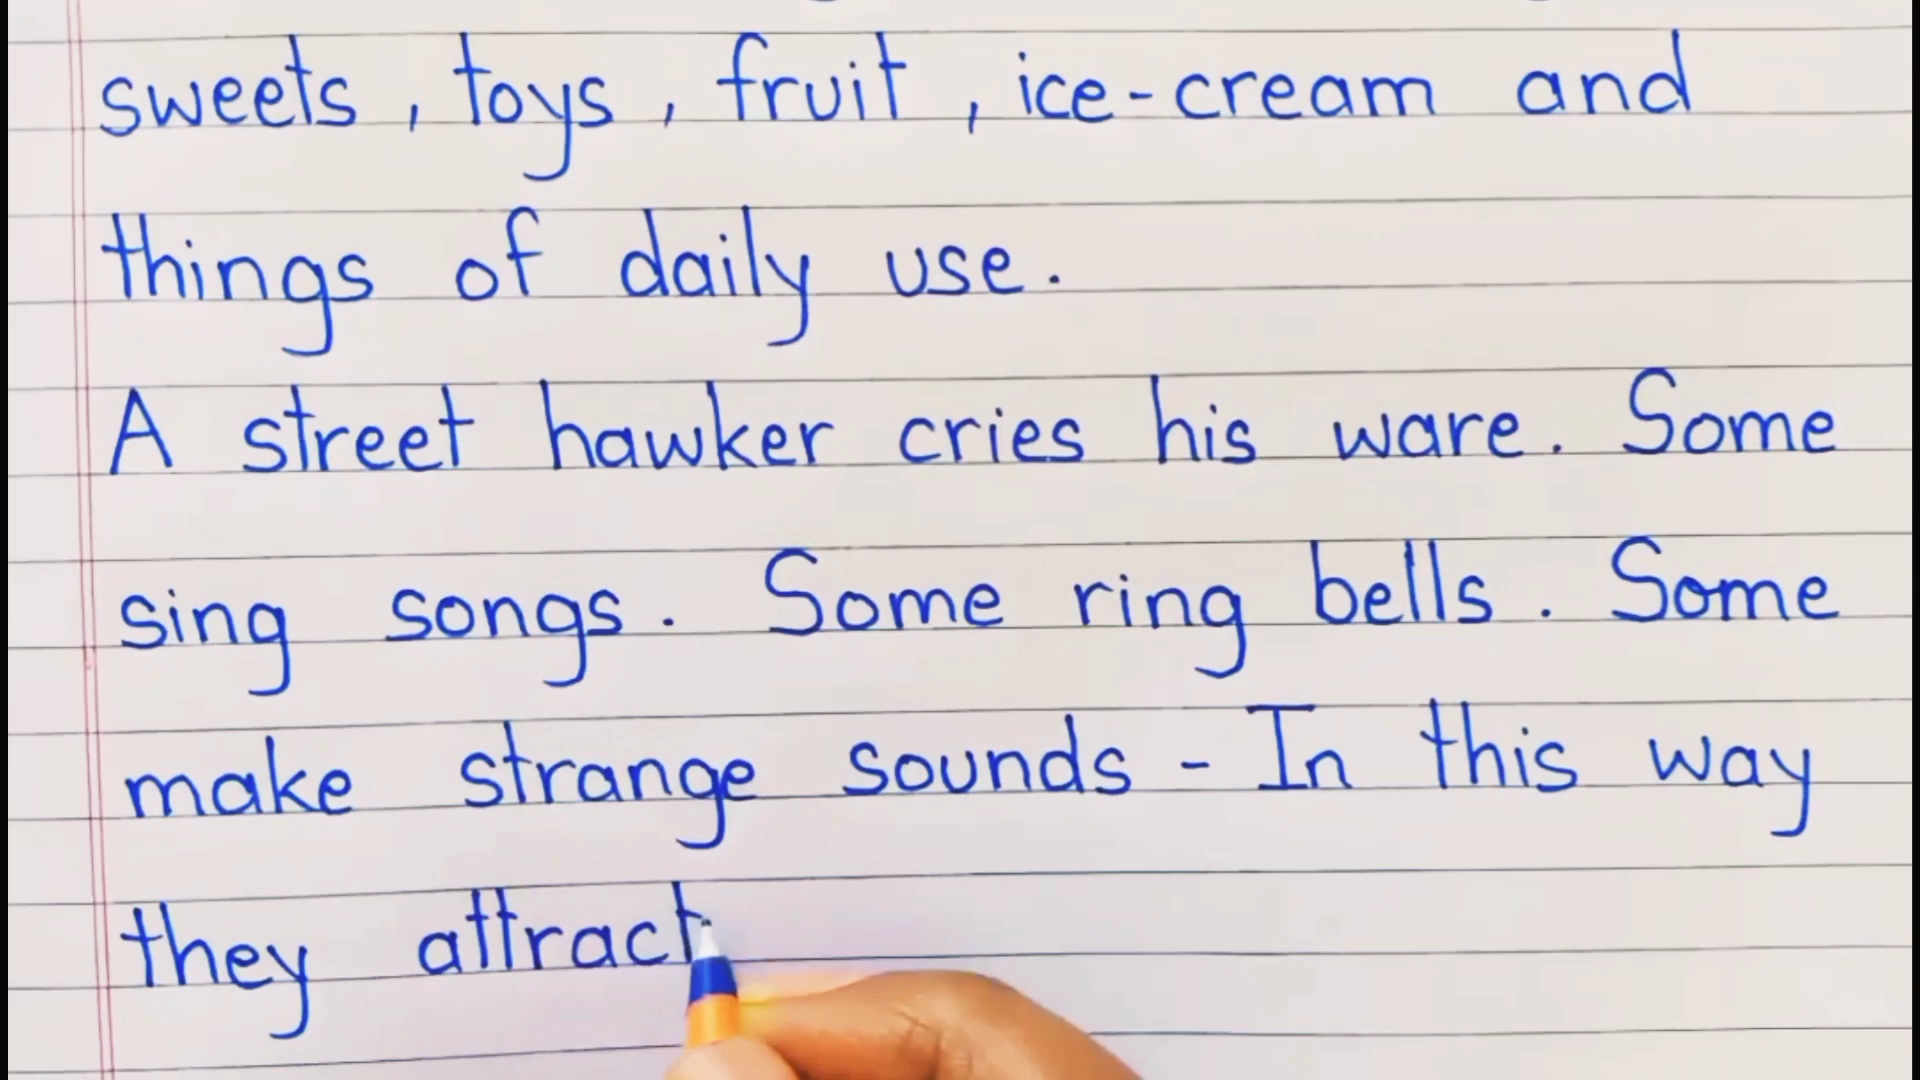 sweets, toys, fruit, ice-cream and
things of daily use.
A street hawker cries his ware. Some
sing songs. Some ring bells. Some
make strange sounds - In this way
they attract